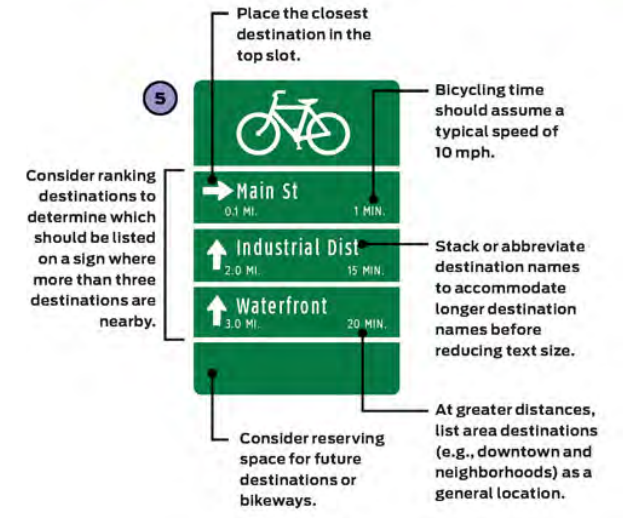 Place the closest
destination in the
top slot.
5
Bicycling time
should assume a
typical speed of
10 mph.
Consider ranking
destinations to
determine which
should be listed
on a sign where
more than three
destinations are
nearby.
Main St
0.1 MI. 1 MIN.
Industrial Dist
2.0 MI. 15 MIN.
Waterfront
3.0 MI. 20 MIN.
Stack or abbreviate
destination names
to accommodate
longer destination
names before
reducing text size.
Consider reserving
space for future
destinations or
bikeways.
At greater distances,
list area destinations
(e.g., downtown and
neighborhoods) as a
general location.